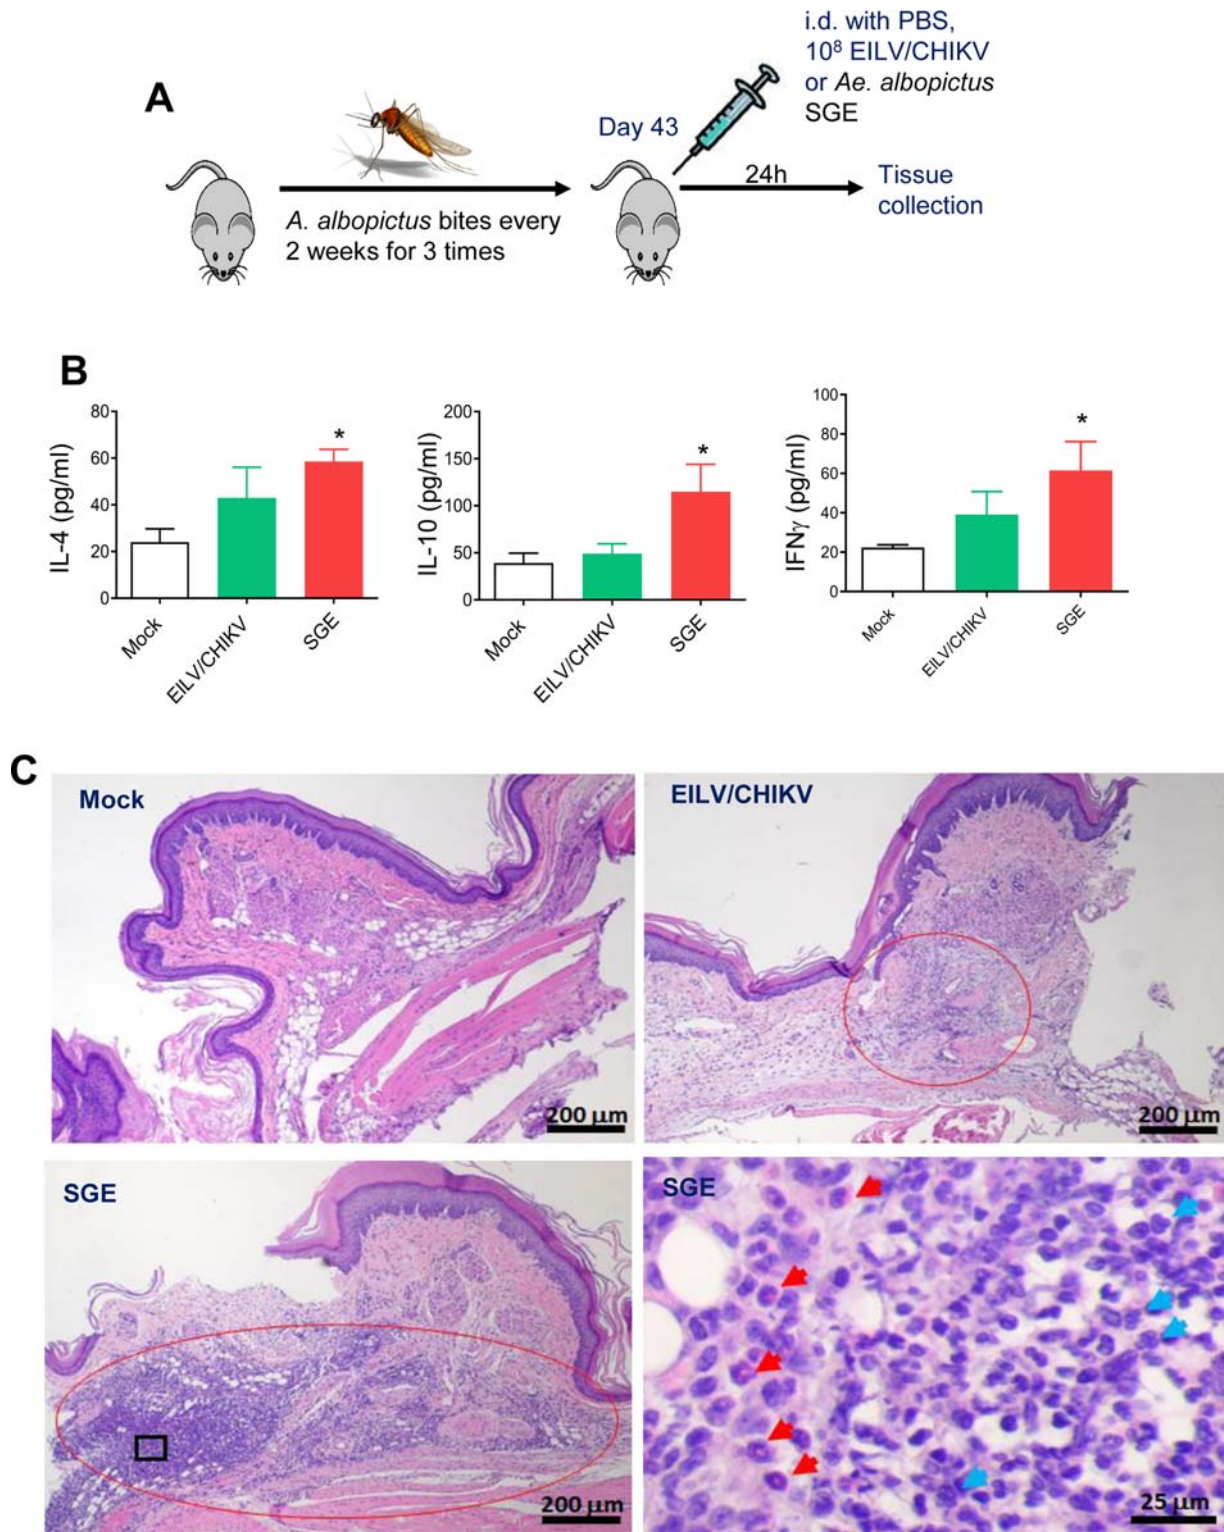 A
i.d. with PBS,
10⁸ EILV/CHIKV
or Ae. albopictus
SGE
Day 43
24h
Tissue
collection
A. albopictus bites every
2 weeks for 3 times
B
IL-4 (pg/ml)
80
60
40
20
0
Mock
EILV/CHIKV
SGE
*
IL-10 (pg/ml)
200
150
100
50
0
Mock
EILV/CHIKV
SGE
*
IFNγ (pg/ml)
100
80
60
40
20
0
Mock
EILV/CHIKV
SGE
*
C
Mock
200 μm
EILV/CHIKV
200 μm
SGE
200 μm
SGE
25 μm